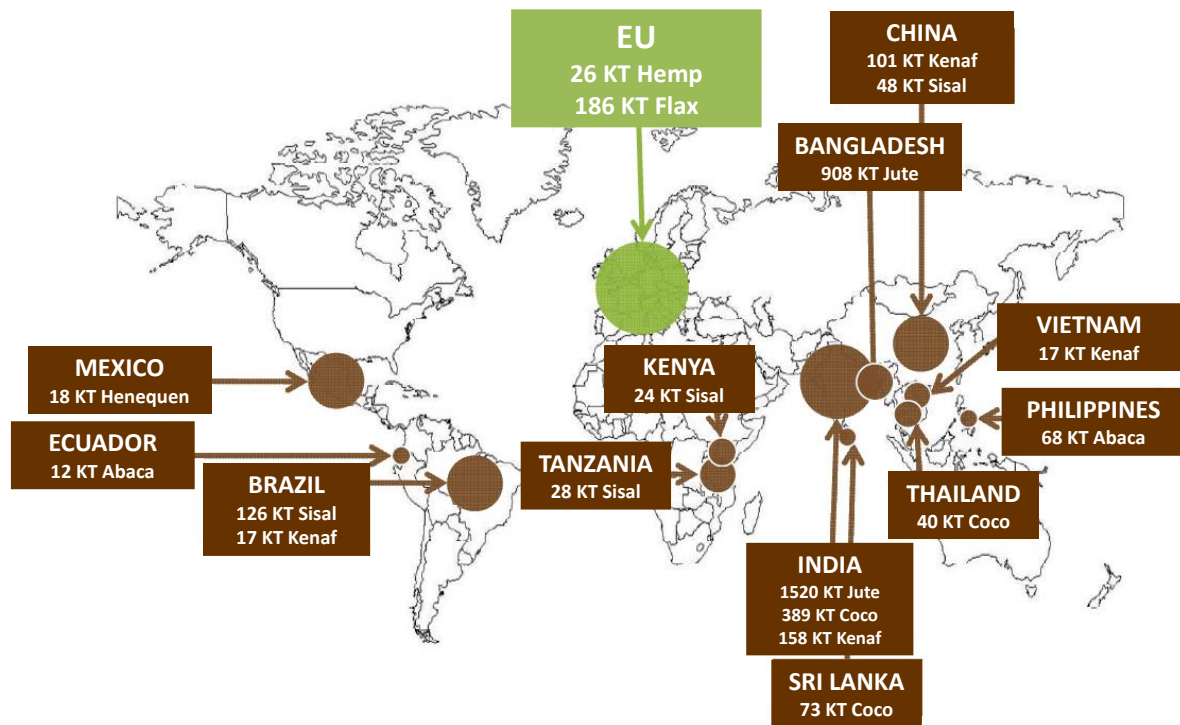 EU
26 KT Hemp
186 KT Flax
CHINA
101 KT Kenaf
48 KT Sisal
BANGLADESH
908 KT Jute
VIETNAM
17 KT Kenaf
MEXICO
18 KT Henequen
KENYA
24 KT Sisal
PHILIPPINES
68 KT Abaca
ECUADOR
12 KT Abaca
BRAZIL
126 KT Sisal
17 KT Kenaf
TANZANIA
28 KT Sisal
THAILAND
40 KT Coco
INDIA
1520 KT Jute
389 KT Coco
158 KT Kenaf
SRI LANKA
73 KT Coco